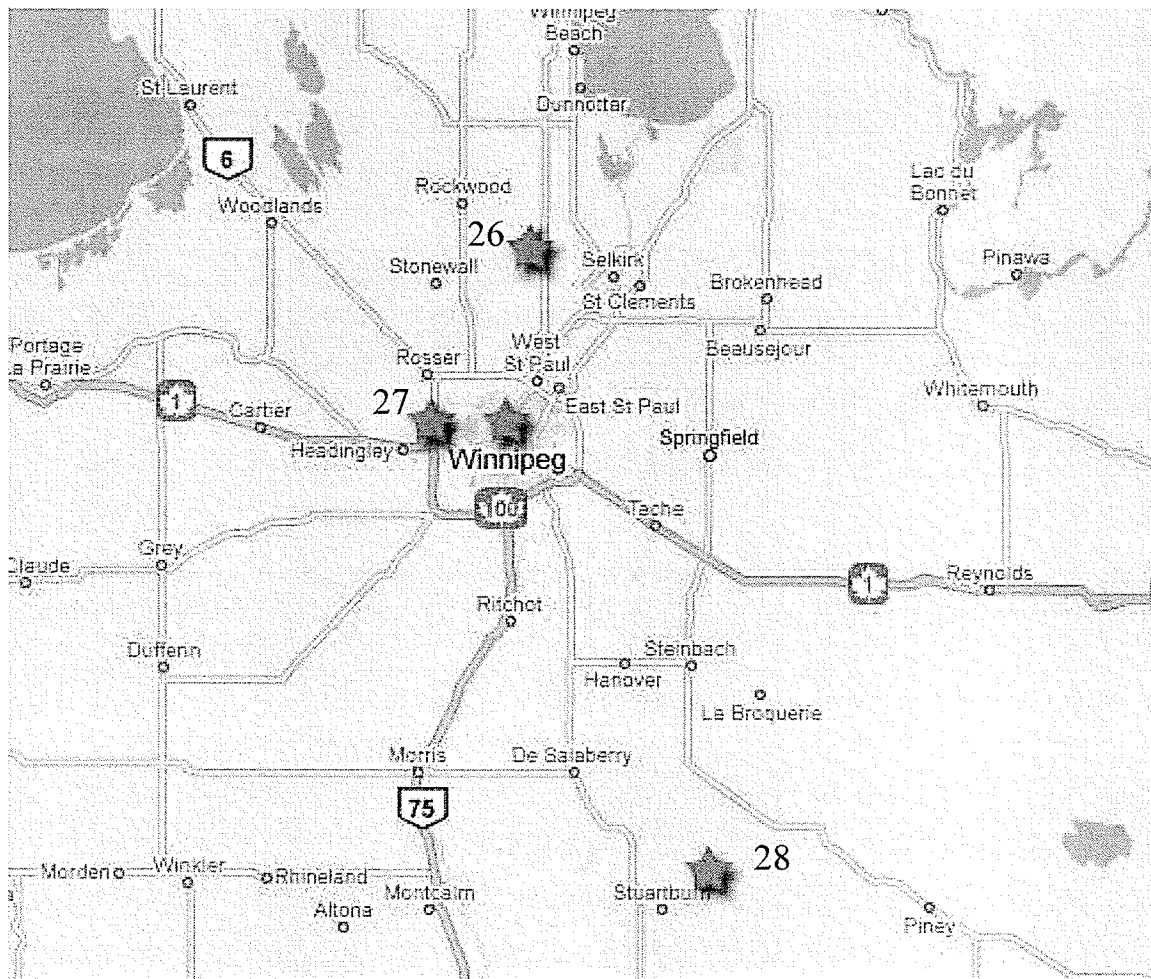 Winnipeg
Beach
St Laurent
Dunnottar
6
Rockwood
Lac du
Bonnet
Woodlands
26
Stonewall
Selkirk
Pinawa
St Clements
Brokenhead
Portage
La Prairie
Rosser
West
St Paul
Beausejour
1
27
East St Paul
Whitemouth
Cartier
Headingley
Winnipeg
Springfield
100
Tache
Grey
Claude
1
Reynolds
Ritchot
Dufferin
Steinbach
Hanover
La Broquerie
Morris
De Salaberry
75
28
Morden
Winkler
Rhineland
Montcalm
Stuartburn
Altona
Piney